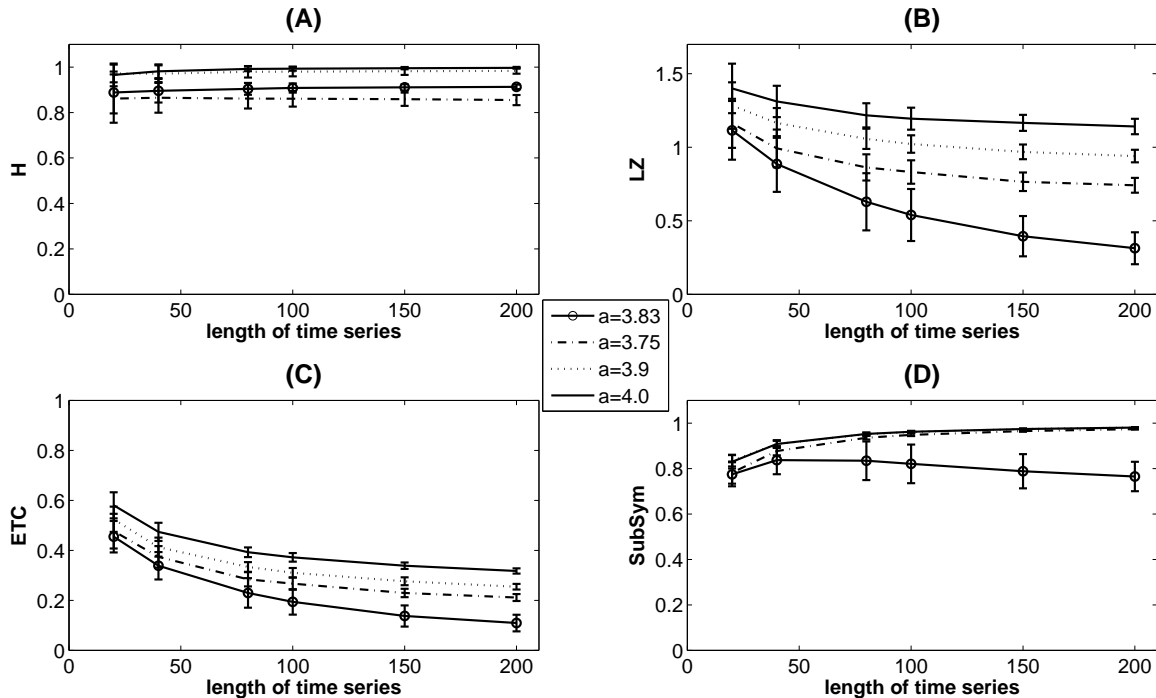 (A)
1
0.8
0.6
0.4
0.2
0
H
0 50 100 150 200
length of time series
(B)
1.5
1
0.5
0
LZ
0 50 100 150 200
length of time series
a=3.83
a=3.75
a=3.9
a=4.0
(C)
1
0.8
0.6
0.4
0.2
0
ETC
0 50 100 150 200
length of time series
(D)
1
0.8
0.6
0.4
0.2
0
SubSym
0 50 100 150 200
length of time series